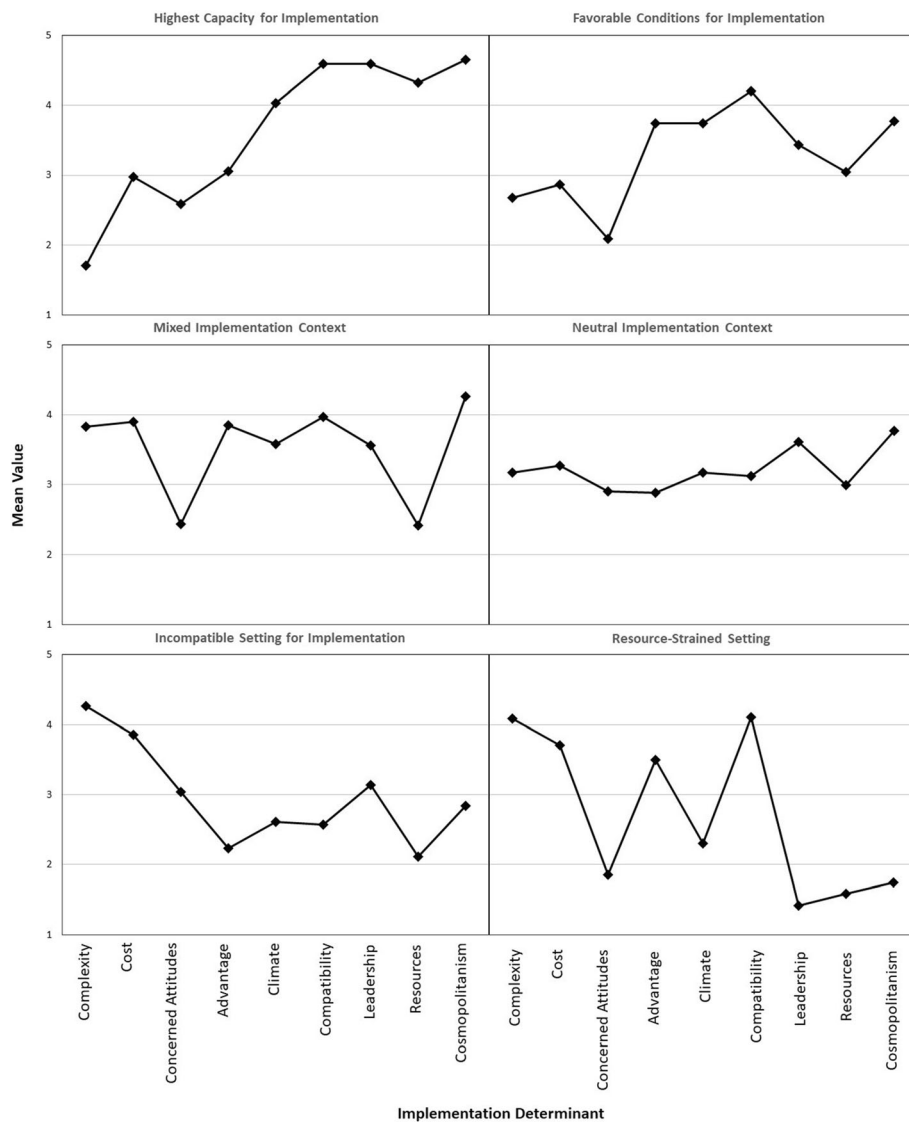 Highest Capacity for Implementation
Favorable Conditions for Implementation
5
4
3
2
1
Mixed Implementation Context
Neutral Implementation Context
5
4
3
2
1
Mean Value
Incompatible Setting for Implementation
Resource-Strained Setting
5
4
3
2
1
Complexity
Cost
Concerned Attitudes
Advantage
Climate
Compatibility
Leadership
Resources
Cosmopolitanism
Complexity
Cost
Concerned Attitudes
Advantage
Climate
Compatibility
Leadership
Resources
Cosmopolitanism
Implementation Determinant